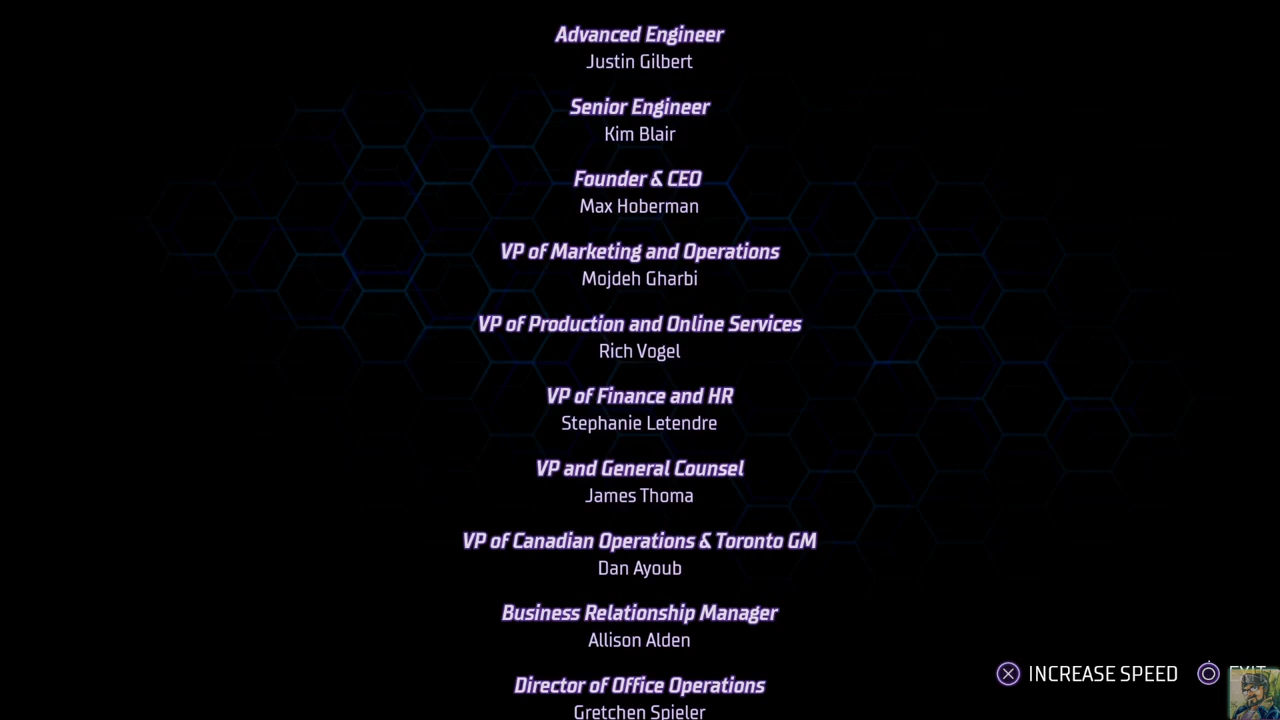 Advanced Engineer
Justin Gilbert
Senior Engineer
Kim Blair
Founder & CEO
Max Hoberman
VP of Marketing and Operations
Mojdeh Gharbi
VP of Production and Online Services
Rich Vogel
VP of Finance and HR
Stephanie Letendre
VP and General Counsel
James Thoma
VP of Canadian Operations & Toronto GM
Dan Ayoub
Business Relationship Manager
Allison Alden
Director of Office Operations
Gretchen Spieler
INCREASE SPEED EXIT